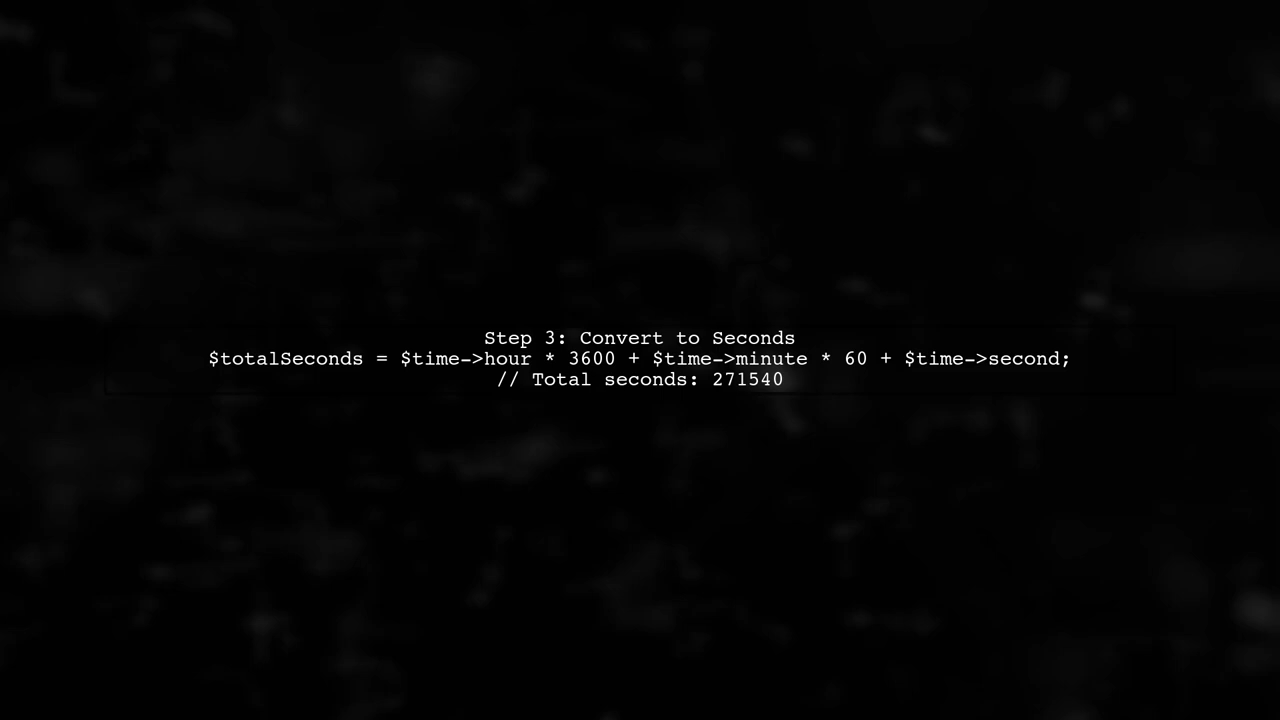 Step 3: Convert to Seconds
$totalSeconds = $time->hour * 3600 + $time->minute * 60 + $time->second;
// Total seconds: 271540